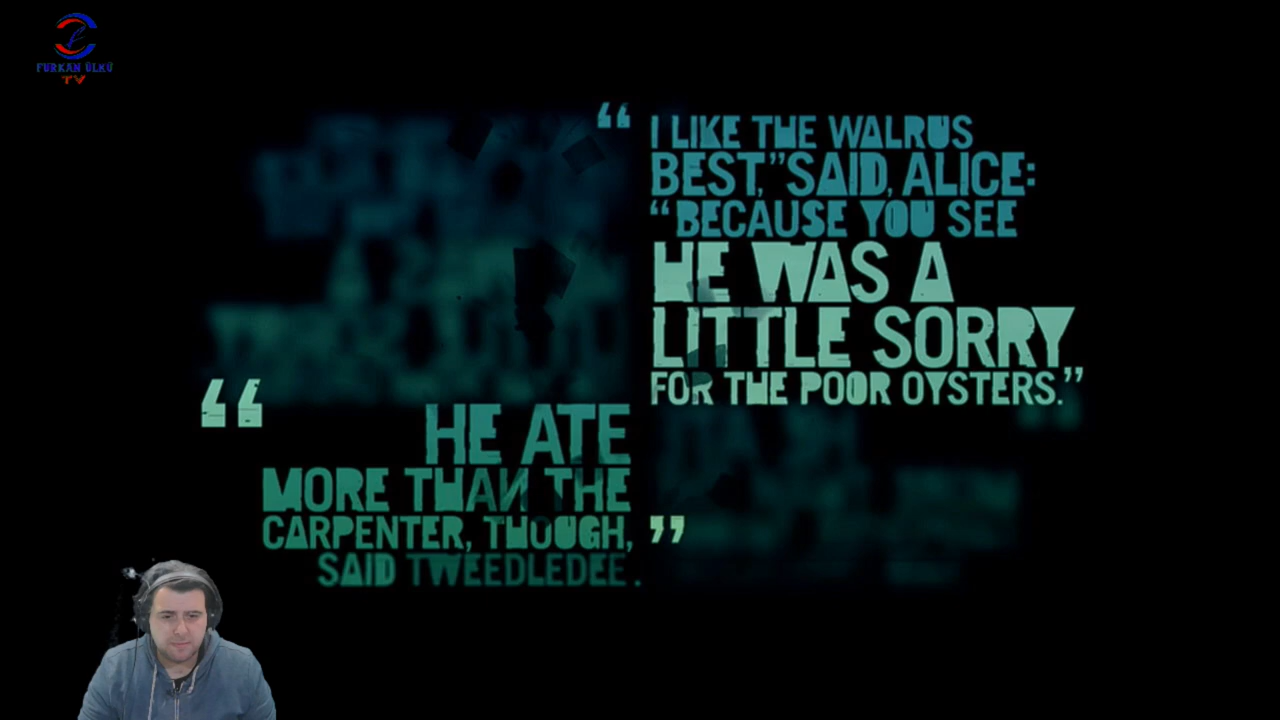 FURKAN ÜLKÜ
TV
“ I LIKE THE WALRUS
BEST,” SAID, ALICE:
“ BECAUSE YOU SEE
HE WAS A
LITTLE SORRY
FOR THE POOR OYSTERS.”
“ HE ATE
MORE THAN THE
CARPENTER, THOUGH, ”
SAID TWEEDLEDEE.